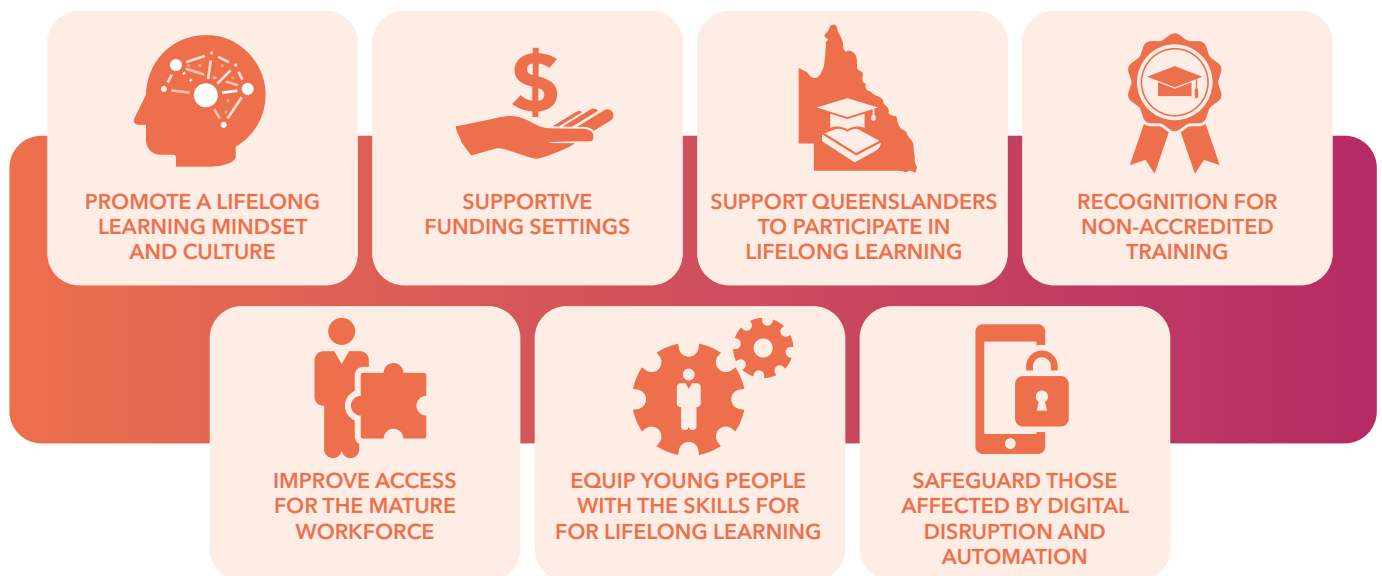 PROMOTE A LIFELONG
LEARNING MINDSET
AND CULTURE
$
SUPPORTIVE
FUNDING SETTINGS
SUPPORT QUEENSLANDERS
TO PARTICIPATE IN
LIFELONG LEARNING
RECOGNITION FOR
NON-ACCREDITED
TRAINING
IMPROVE ACCESS
FOR THE MATURE
WORKFORCE
EQUIP YOUNG PEOPLE
WITH THE SKILLS FOR
FOR LIFELONG LEARNING
SAFEGUARD THOSE
AFFECTED BY DIGITAL
DISRUPTION AND
AUTOMATION